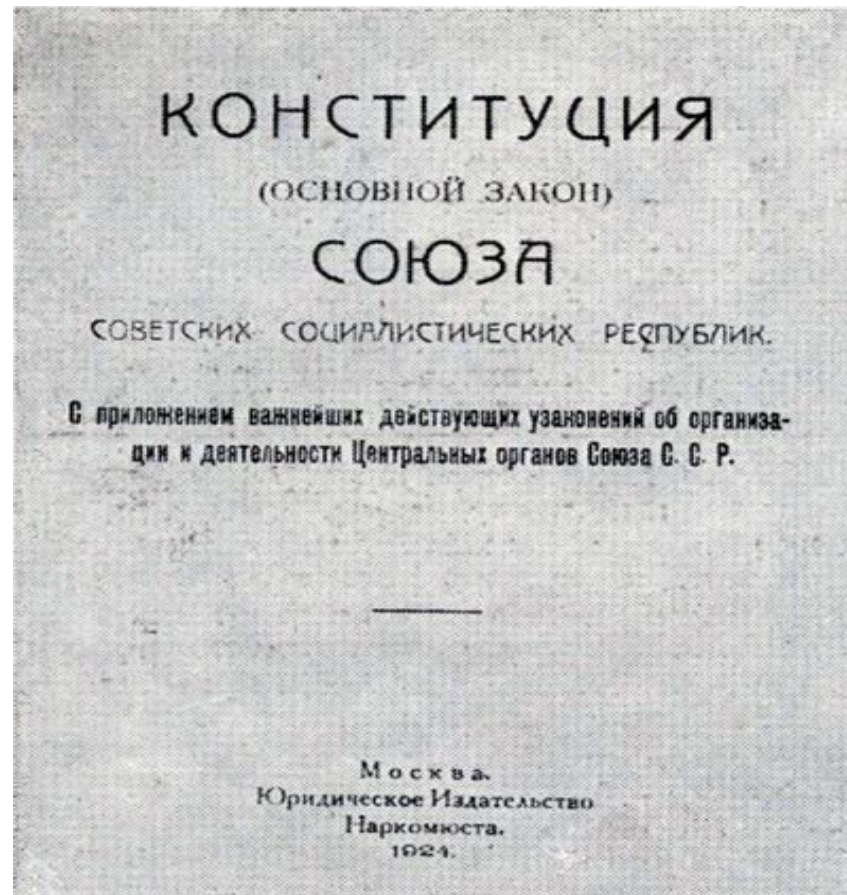 КОНСТИТУЦИЯ
(ОСНОВНОЙ ЗАКОН)
СОЮЗА
СОВЕТСКИХ СОЦИАЛИСТИЧЕСКИХ РЕСПУБЛИК.
С приложением важнейших действующих узаконений об организа-
ции и деятельности Центральных органов Союза С. С. Р.
Москва.
Юридическое Издательство
Наркомюста.
1924.